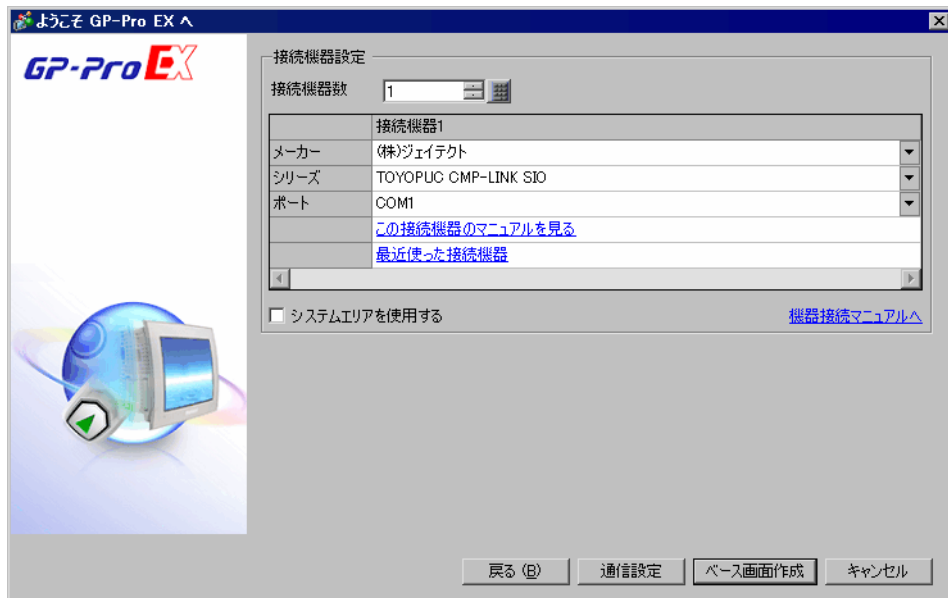 ようこそ GP-Pro EX へ
GP-Pro EX
接続機器設定
接続機器数 1
接続機器1
メーカー (株)ジェイテクト
シリーズ TOYOPUC CMP-LINK SIO
ポート COM1
この接続機器のマニュアルを見る
最近使った接続機器
システムエリアを使用する 機器接続マニュアルへ
戻る (B) 通信設定 ベース画面作成 キャンセル